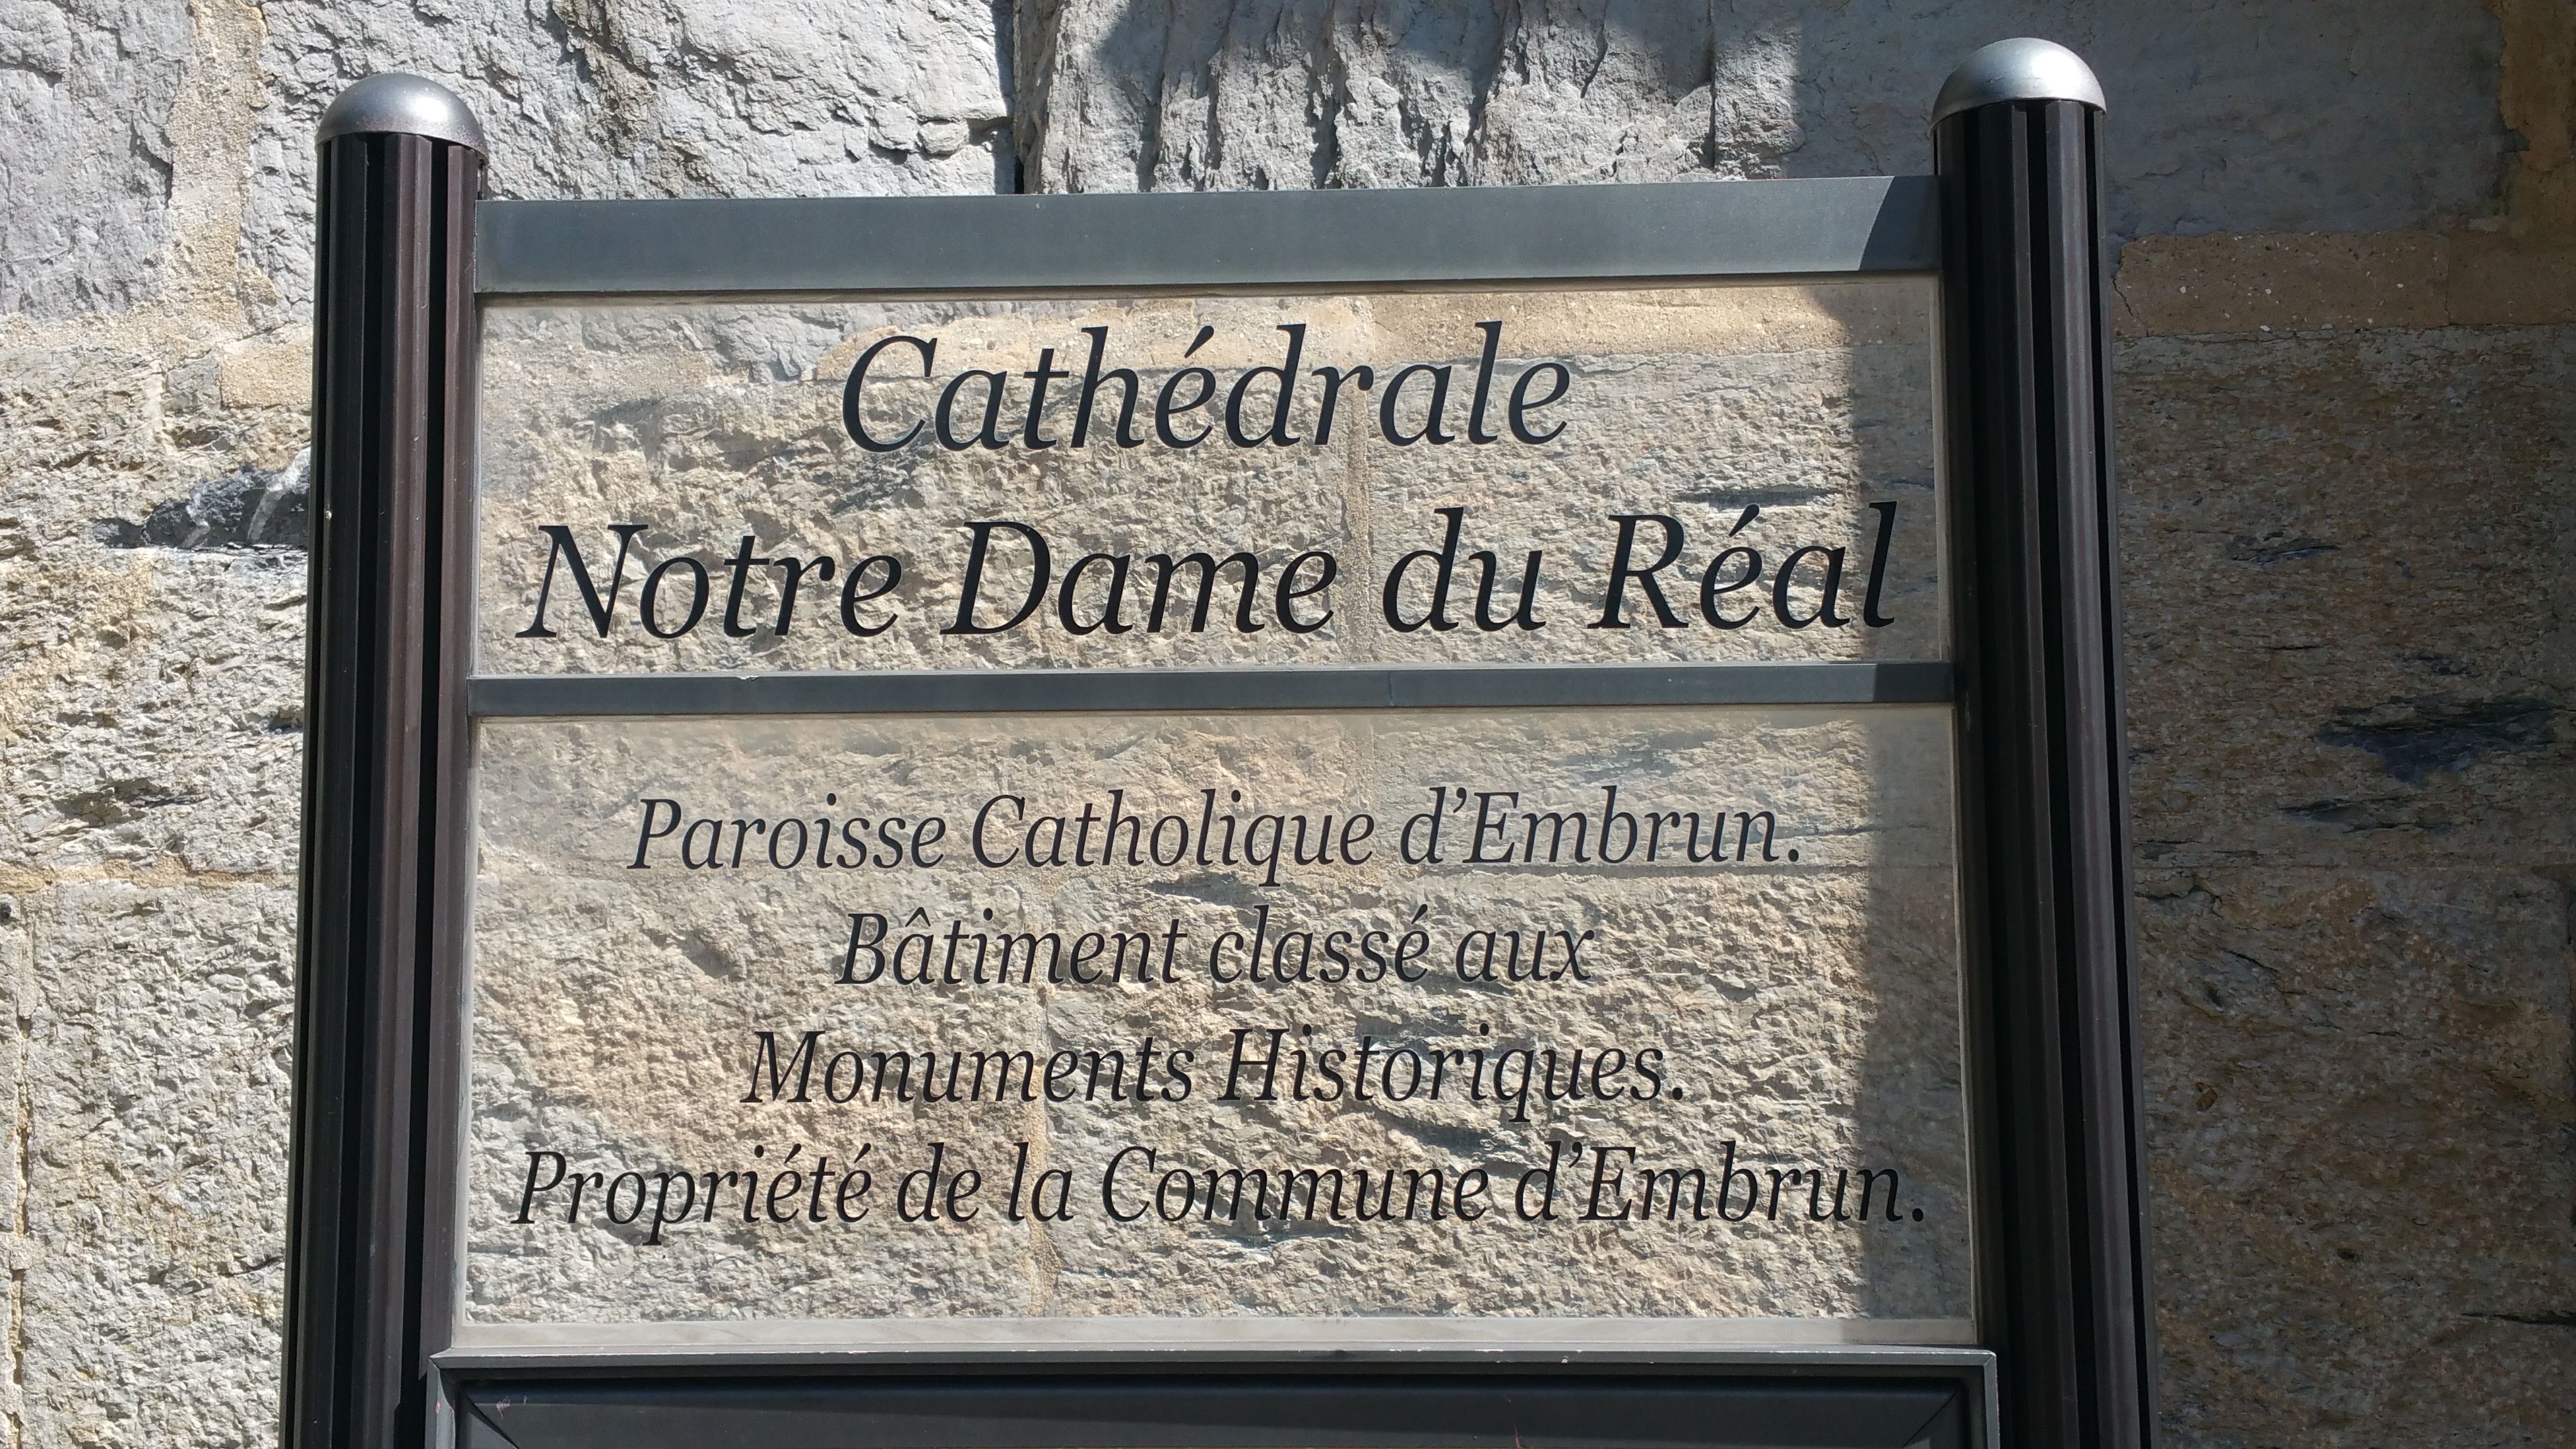 Cathédrale
Notre Dame du Réal
Paroisse Catholique d’Embrun.
Bâtiment classé aux
Monuments Historiques.
Propriété de la Commune d’Embrun.